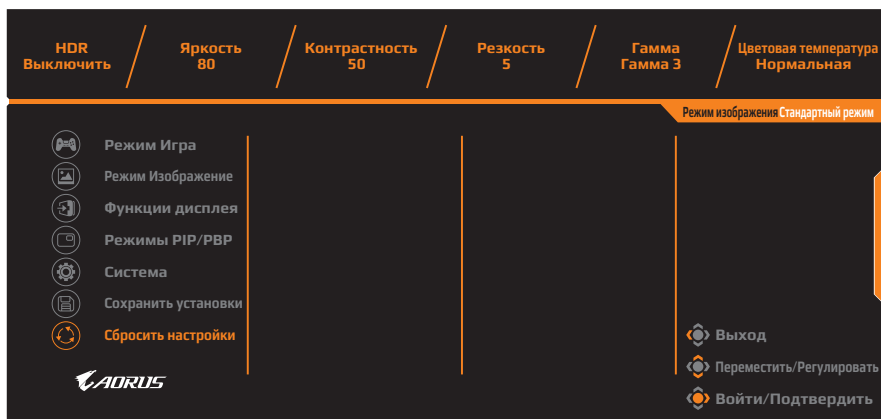 HDR
Выключить
Яркость
80
Контрастность
50
Резкость
5
Гамма
Гамма 3
Цветовая температура
Нормальная
Режим изображения Стандартный режим
Режим Игра
Режим Изображение
Функции дисплея
Режимы PIP/PBP
Система
Сохранить установки
Сбросить настройки
AORUS
Выход
Переместить/Регулировать
Войти/Подтвердить